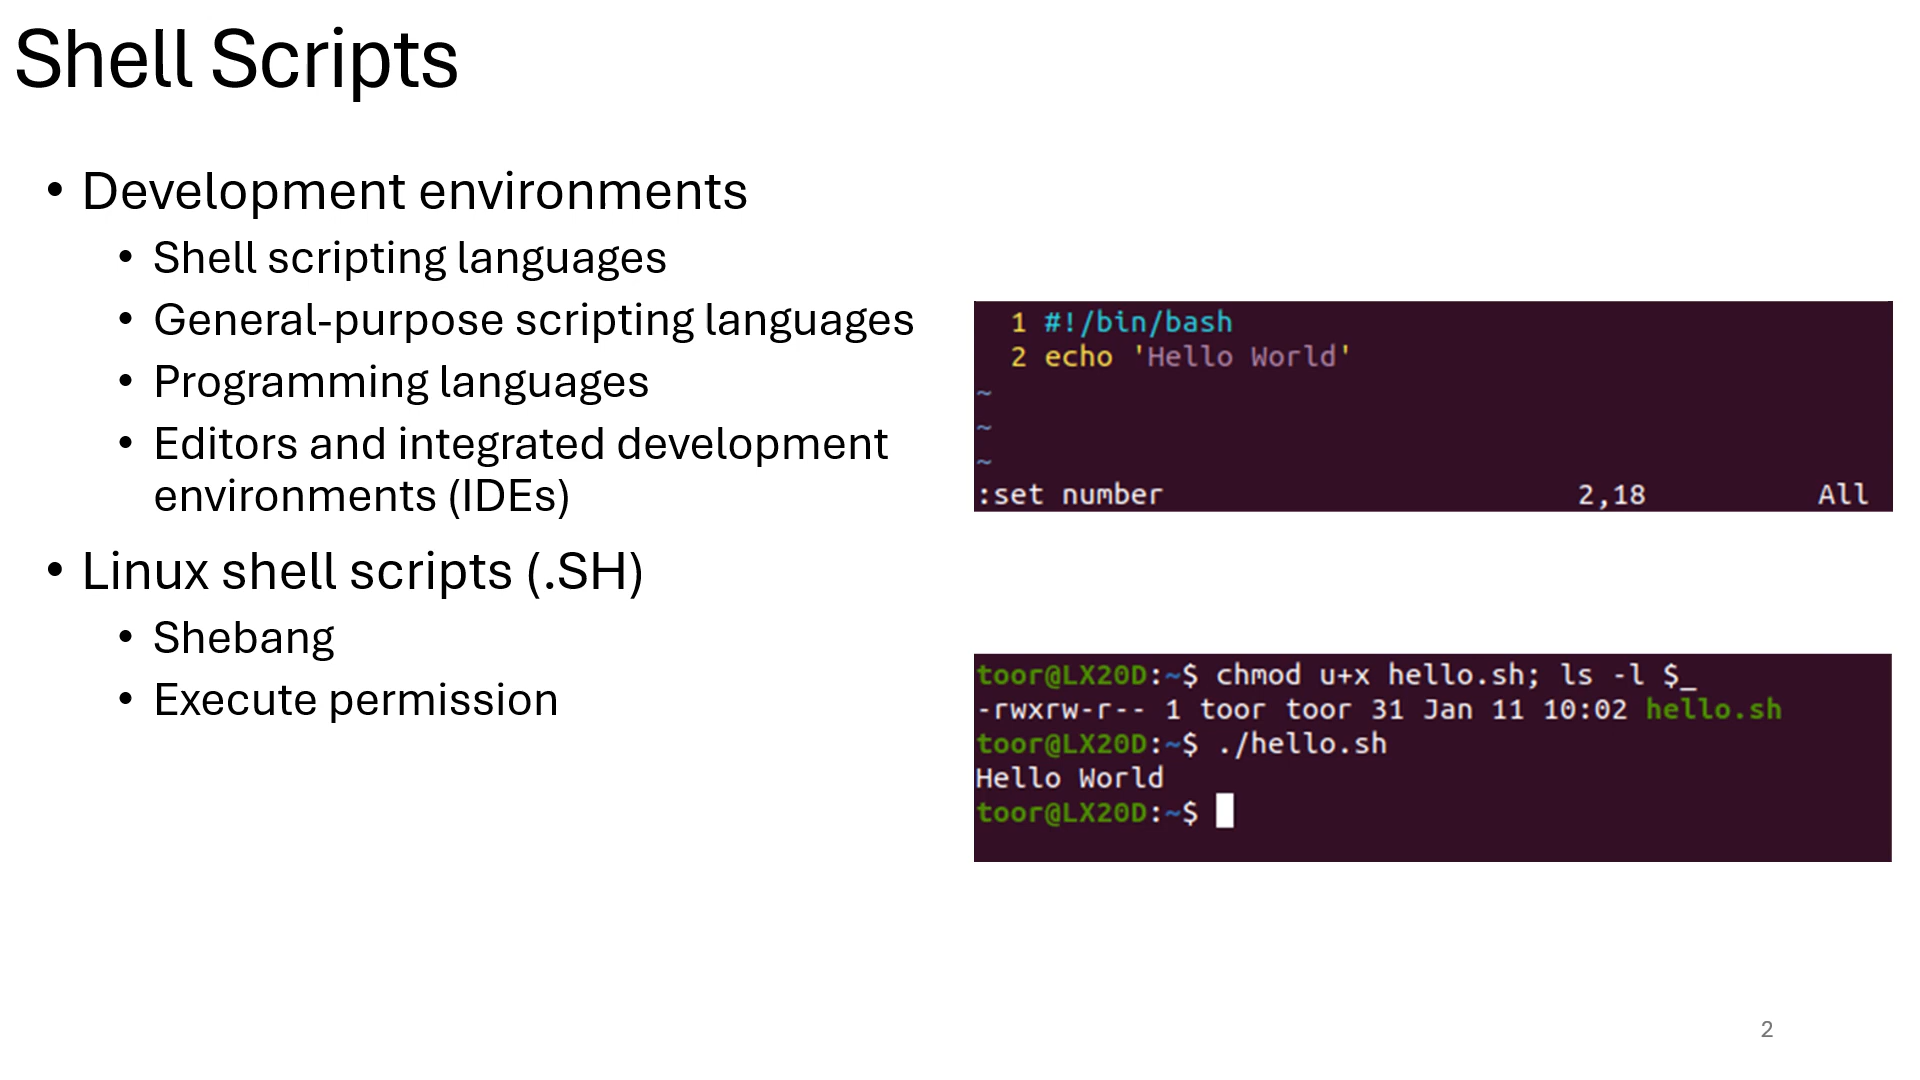 Shell Scripts
• Development environments
• Shell scripting languages
• General-purpose scripting languages
• Programming languages
• Editors and integrated development
environments (IDEs)
• Linux shell scripts (.SH)
• Shebang
• Execute permission
1 #!/bin/bash
2 echo 'Hello World'
~
~
~
:set number 2,18 All
toor@LX20D:~$ chmod u+x hello.sh; ls -l $_
-rwxrw-r-- 1 toor toor 31 Jan 11 10:02 hello.sh
toor@LX20D:~$ ./hello.sh
Hello World
toor@LX20D:~$
2